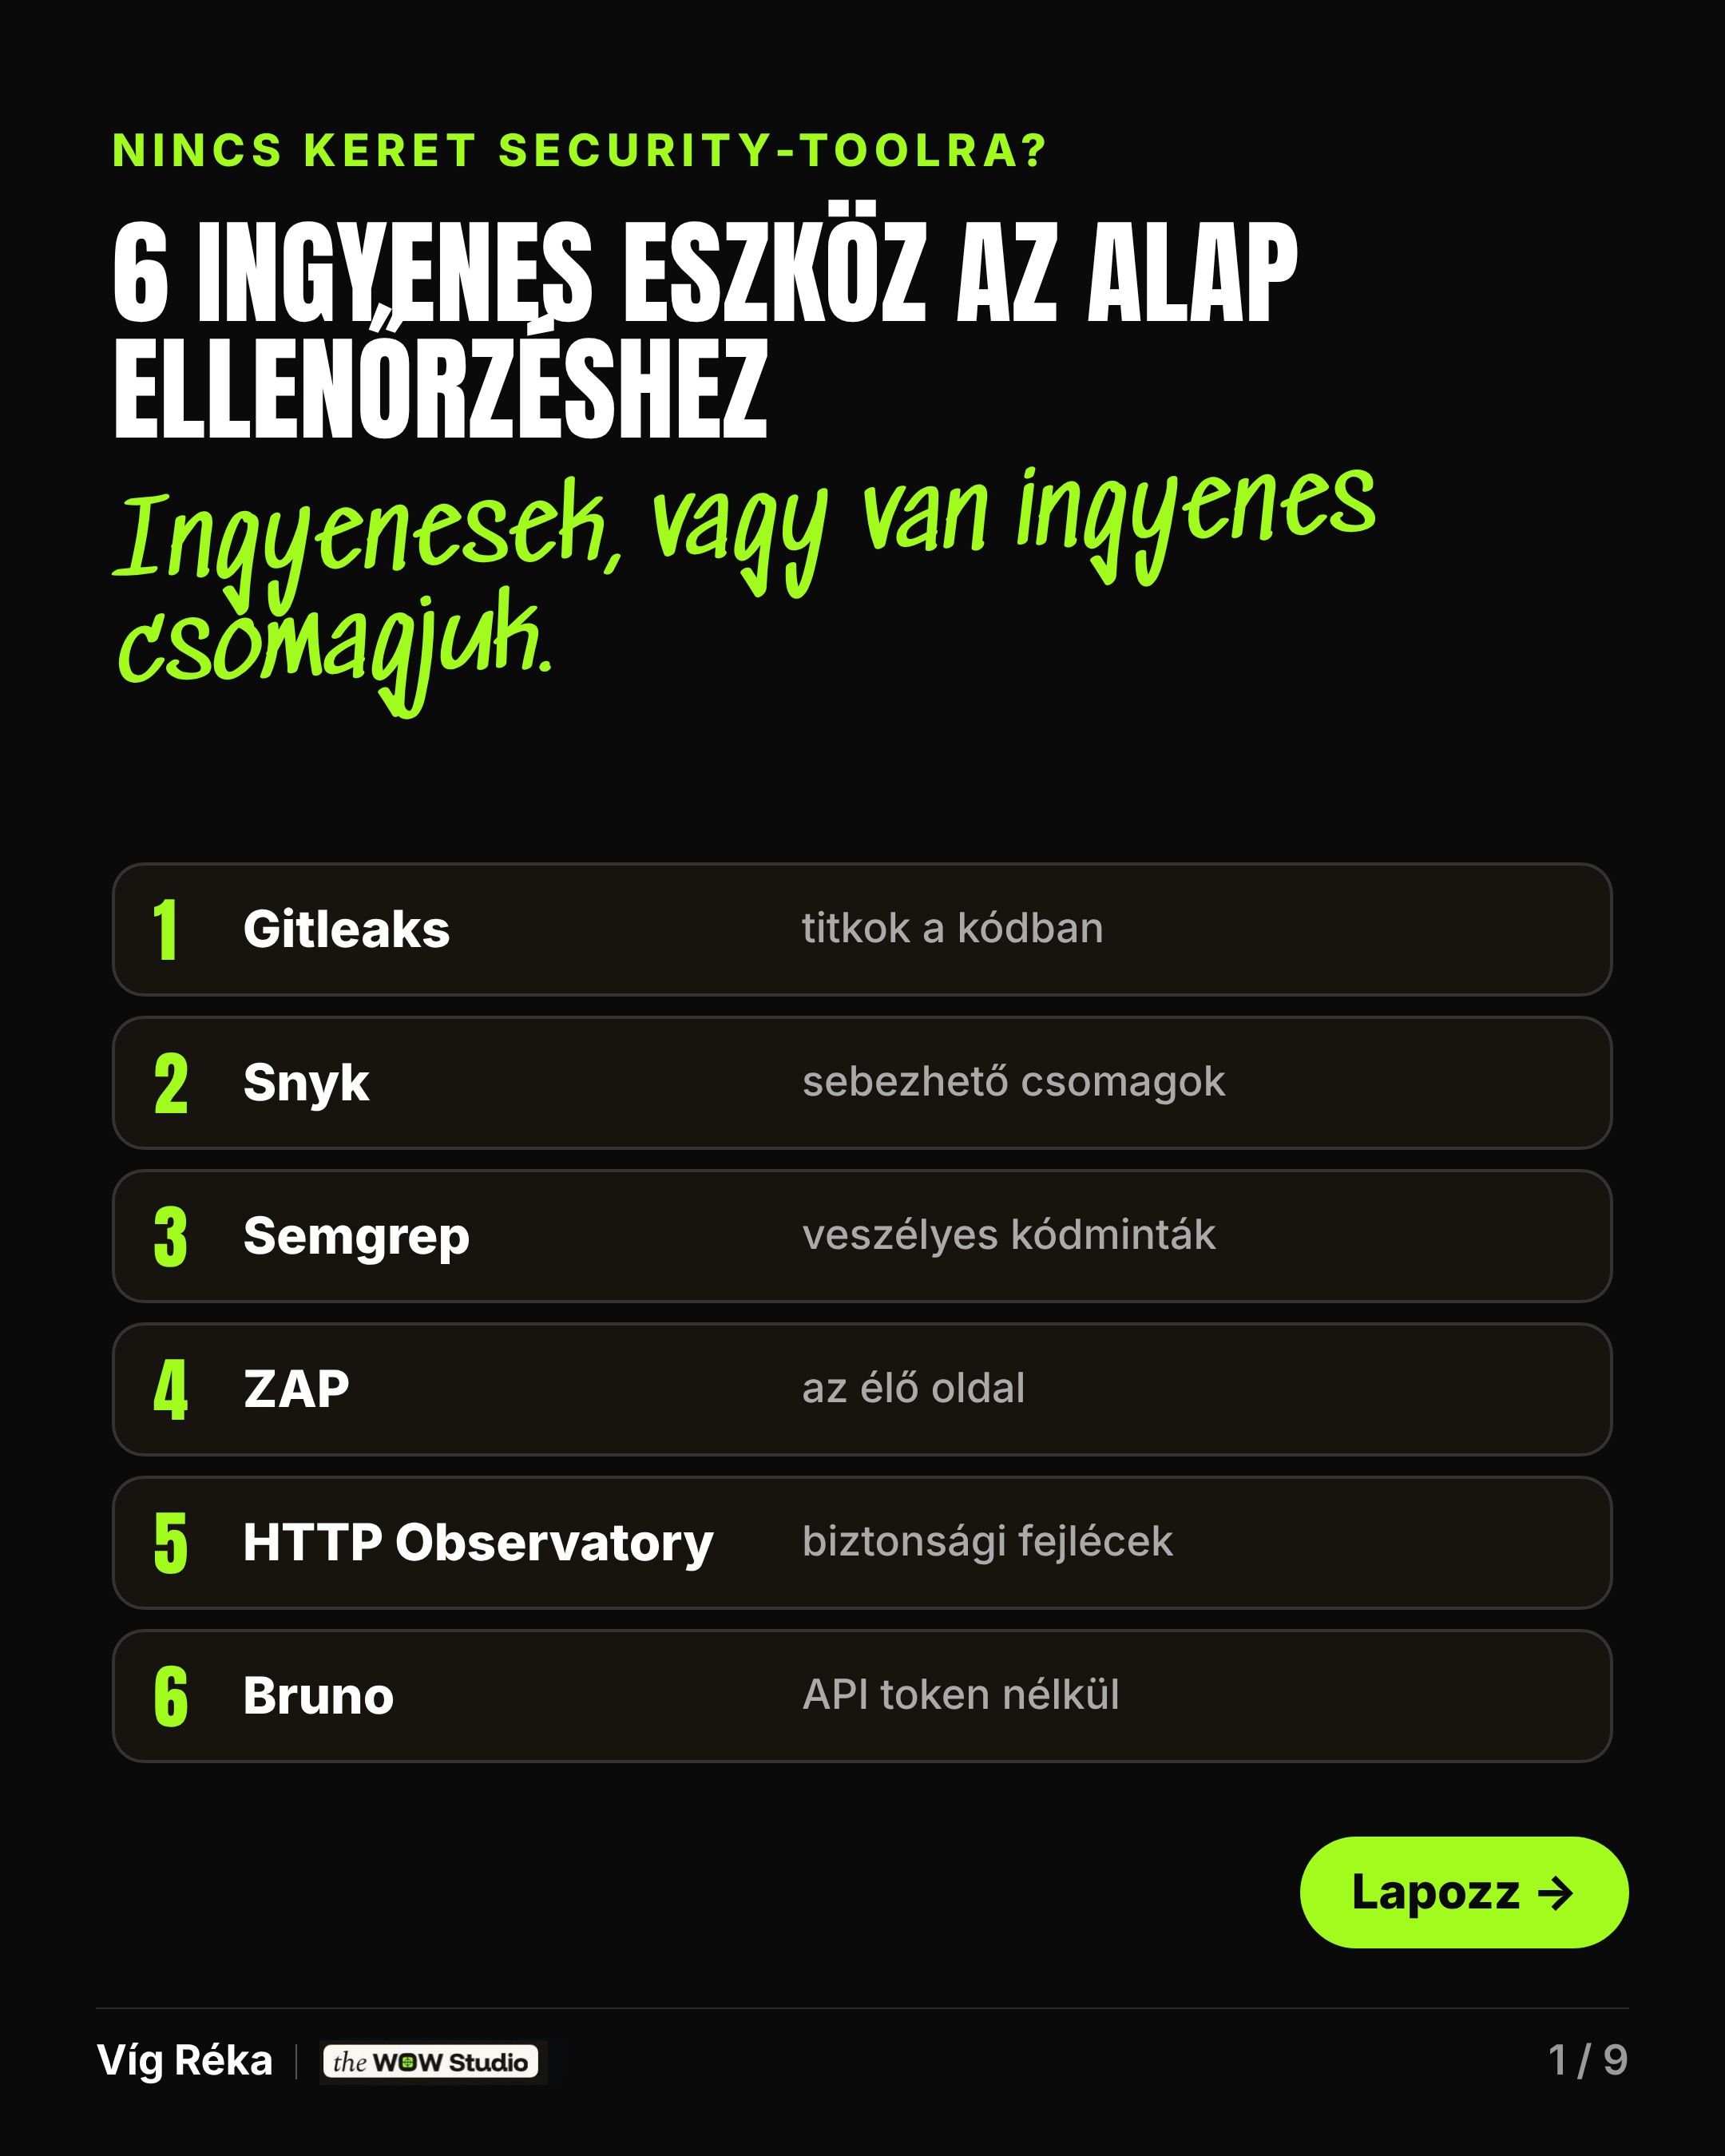 NINCS KERET SECURITY-TOOLRA?
6 INGYENES ESZKÖZ AZ ALAP
ELLENŐRZÉSHEZ
Ingyenesek, vagy van ingyenes
csomagjuk.
1 Gitleaks titkok a kódban
2 Snyk sebezhető csomagok
3 Semgrep veszélyes kódminták
4 ZAP az élő oldal
5 HTTP Observatory biztonsági fejlécek
6 Bruno API token nélkül
Lapozz →
Víg Réka | the WOW Studio 1 / 9